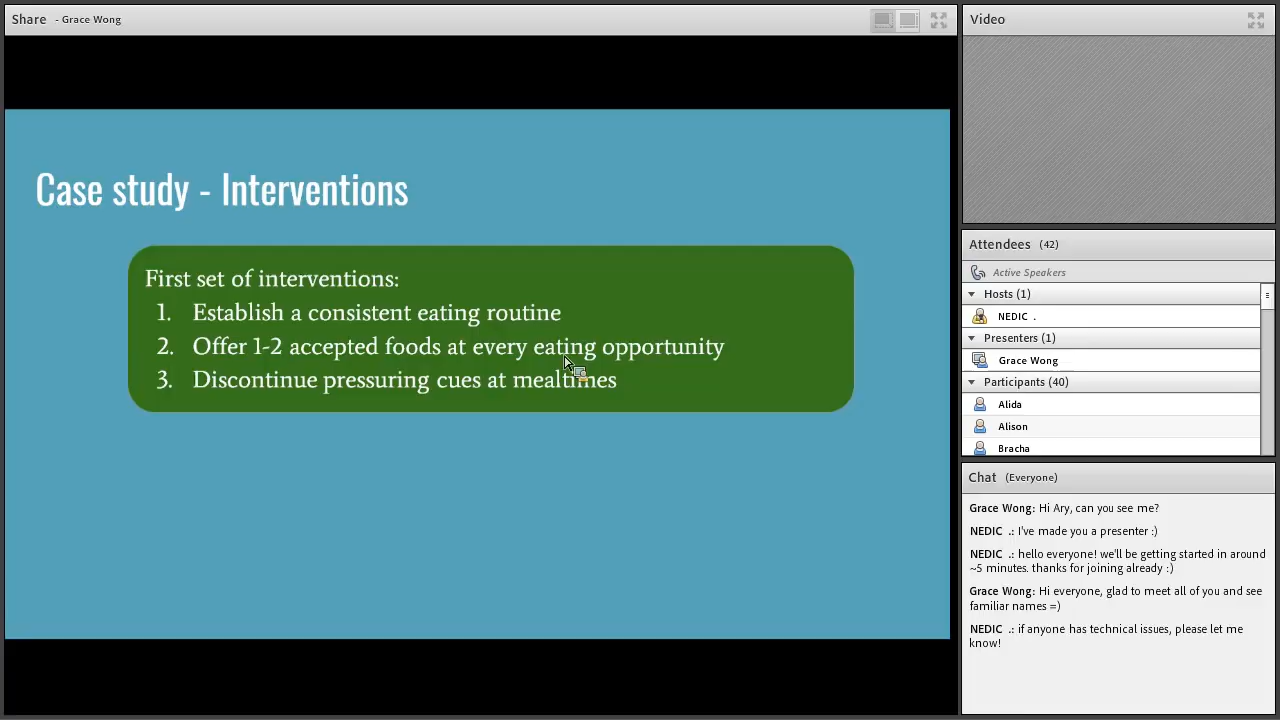 Share - Grace Wong
Case study - Interventions
First set of interventions:
1. Establish a consistent eating routine
2. Offer 1-2 accepted foods at every eating opportunity
3. Discontinue pressuring cues at mealtimes
Video
Attendees (42)
Active Speakers
Hosts (1)
NEDIC .
Presenters (1)
Grace Wong
Participants (40)
Alida
Alison
Bracha
Chat (Everyone)
Grace Wong: Hi Ary, can you see me?
NEDIC .: I've made you a presenter :)
NEDIC .: hello everyone! we'll be getting started in around
~5 minutes. thanks for joining already :)
Grace Wong: Hi everyone, glad to meet all of you and see
familiar names =)
NEDIC .: if anyone has technical issues, please let me
know!